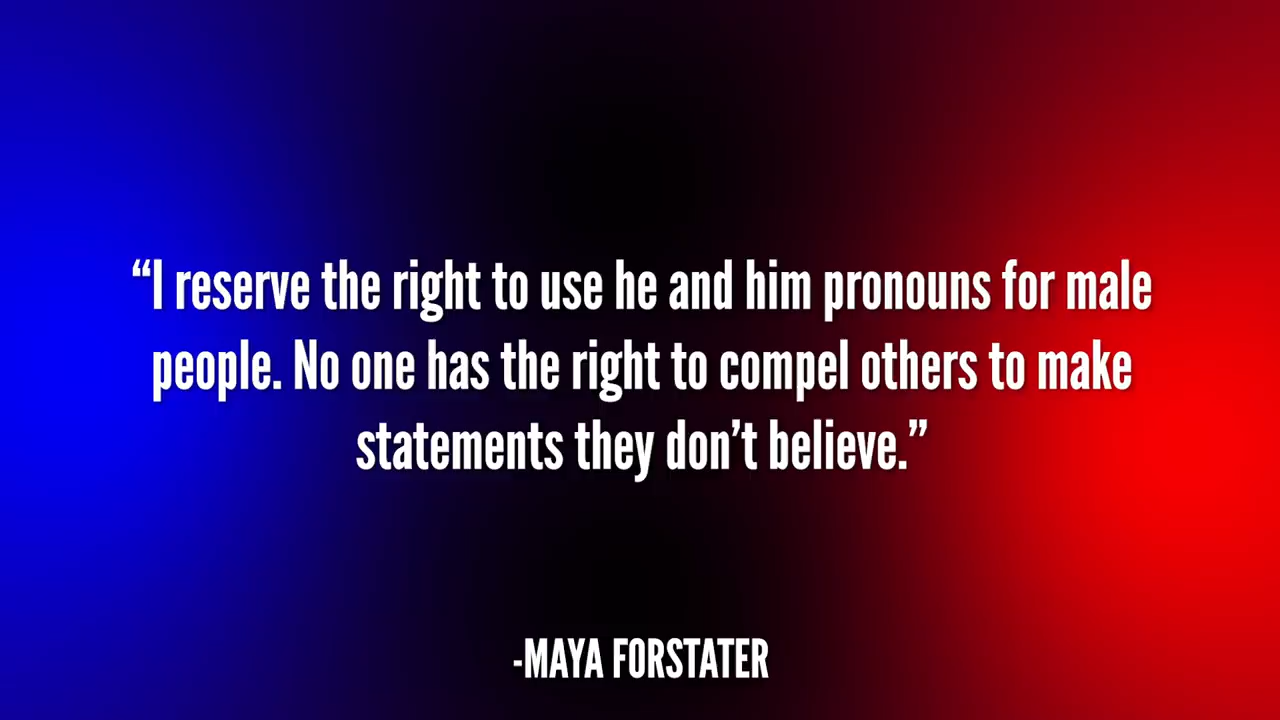 “I reserve the right to use he and him pronouns for male
people. No one has the right to compel others to make
statements they don’t believe.”
-MAYA FORSTATER